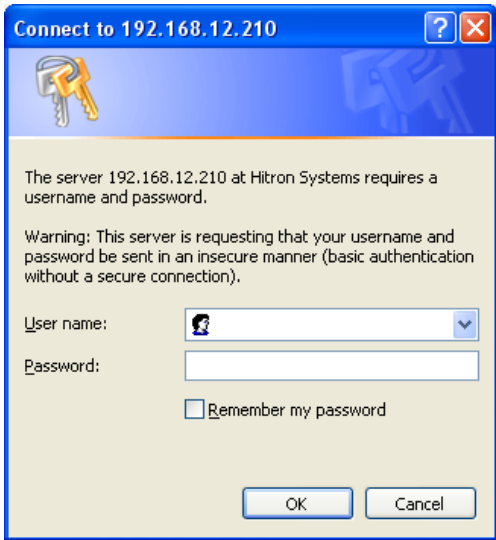 Connect to 192.168.12.210
The server 192.168.12.210 at Hitron Systems requires a
username and password.
Warning: This server is requesting that your username and
password be sent in an insecure manner (basic authentication
without a secure connection).
User name:
Password:
Remember my password
OK Cancel